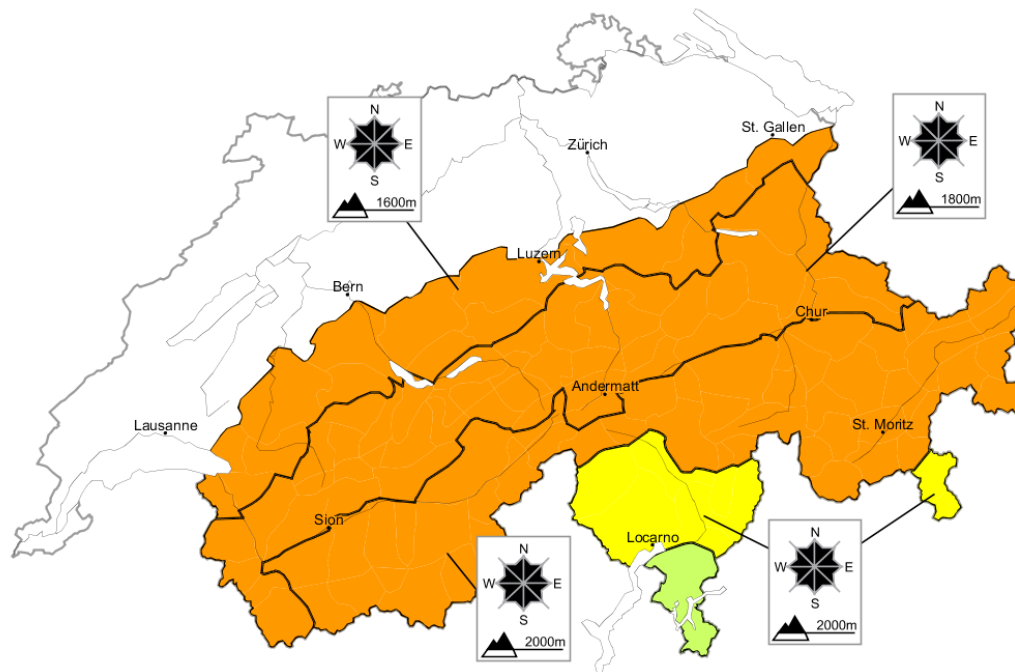 N
W E
S
1600m
St. Gallen
N
W E
S
1800m
Zürich
Luzern
Bern
Chur
Andermatt
Lausanne
St. Moritz
Sion
Locarno
N
W E
S
2000m
N
W E
S
2000m